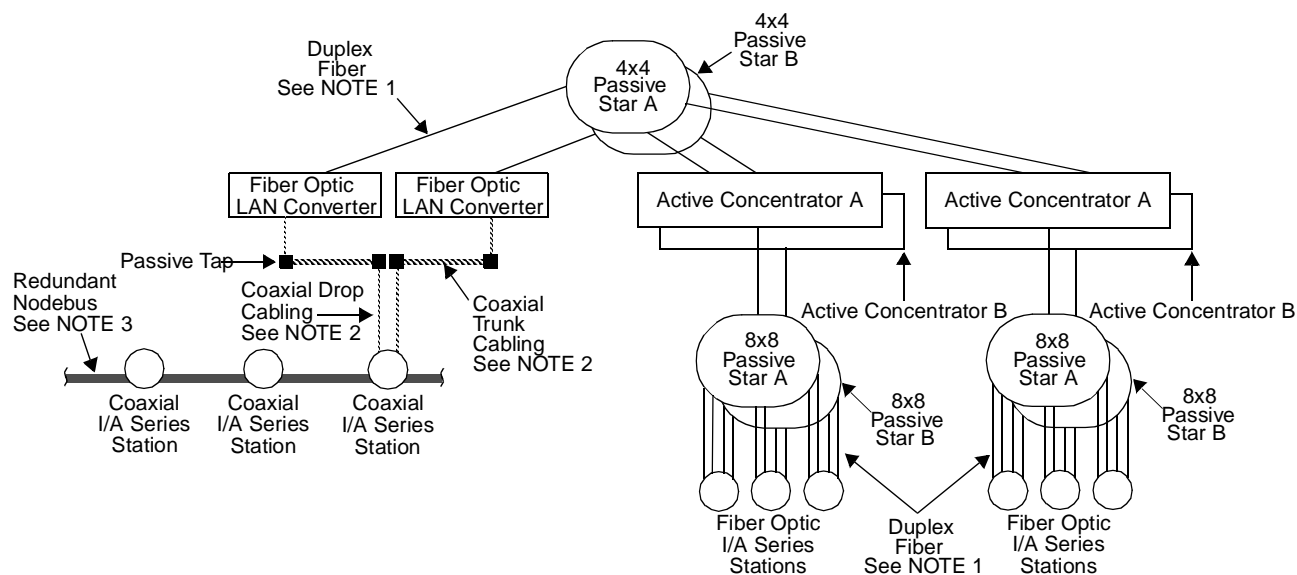 4x4
Passive
Star B
Duplex
Fiber
See NOTE 1
4x4
Passive
Star A
Fiber Optic
LAN Converter
Fiber Optic
LAN Converter
Active Concentrator A
Active Concentrator A
Passive Tap
Redundant
Nodebus
See NOTE 3
Coaxial Drop
Cabling
See NOTE 2
Coaxial
Trunk
Cabling
See NOTE 2
Active Concentrator B
Active Concentrator B
8x8
Passive
Star A
8x8
Passive
Star A
8x8
Passive
Star B
8x8
Passive
Star B
Coaxial
I/A Series
Station
Coaxial
I/A Series
Station
Coaxial
I/A Series
Station
Fiber Optic
I/A Series
Stations
Duplex
Fiber
See NOTE 1
Fiber Optic
I/A Series
Stations